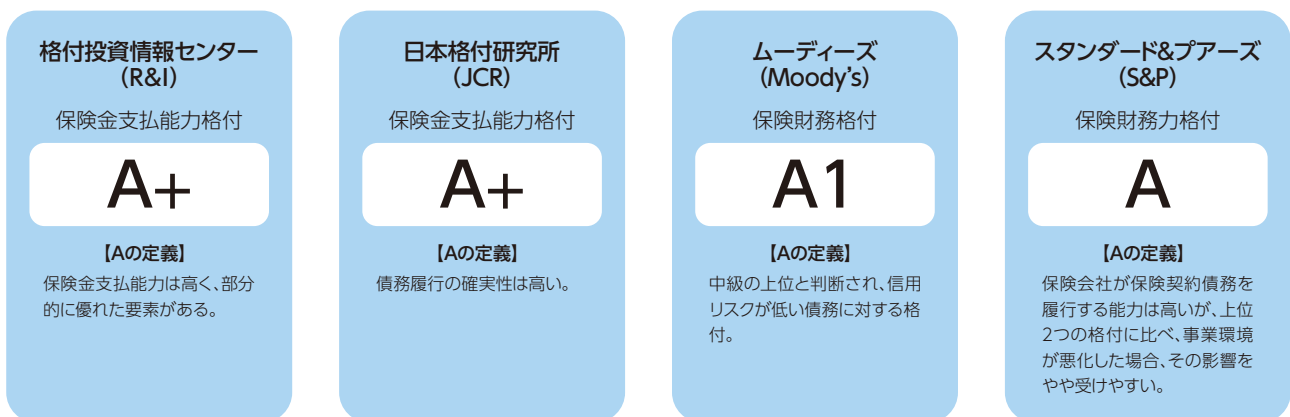 格付投資情報センター
(R&I)
保険金支払能力格付
A+
【Aの定義】
保険金支払能力は高く、部分
的に優れた要素がある。
日本格付研究所
(JCR)
保険金支払能力格付
A+
【Aの定義】
債務履行の確実性は高い。
ムーディーズ
(Moody's)
保険財務格付
A1
【Aの定義】
中級の上位と判断され、信用
リスクが低い債務に対する格
付。
スタンダード&プアーズ
(S&P)
保険財務力格付
A
【Aの定義】
保険会社が保険契約債務を
履行する能力は高いが、上位
2つの格付に比べ、事業環境
が悪化した場合、その影響を
やや受けやすい。